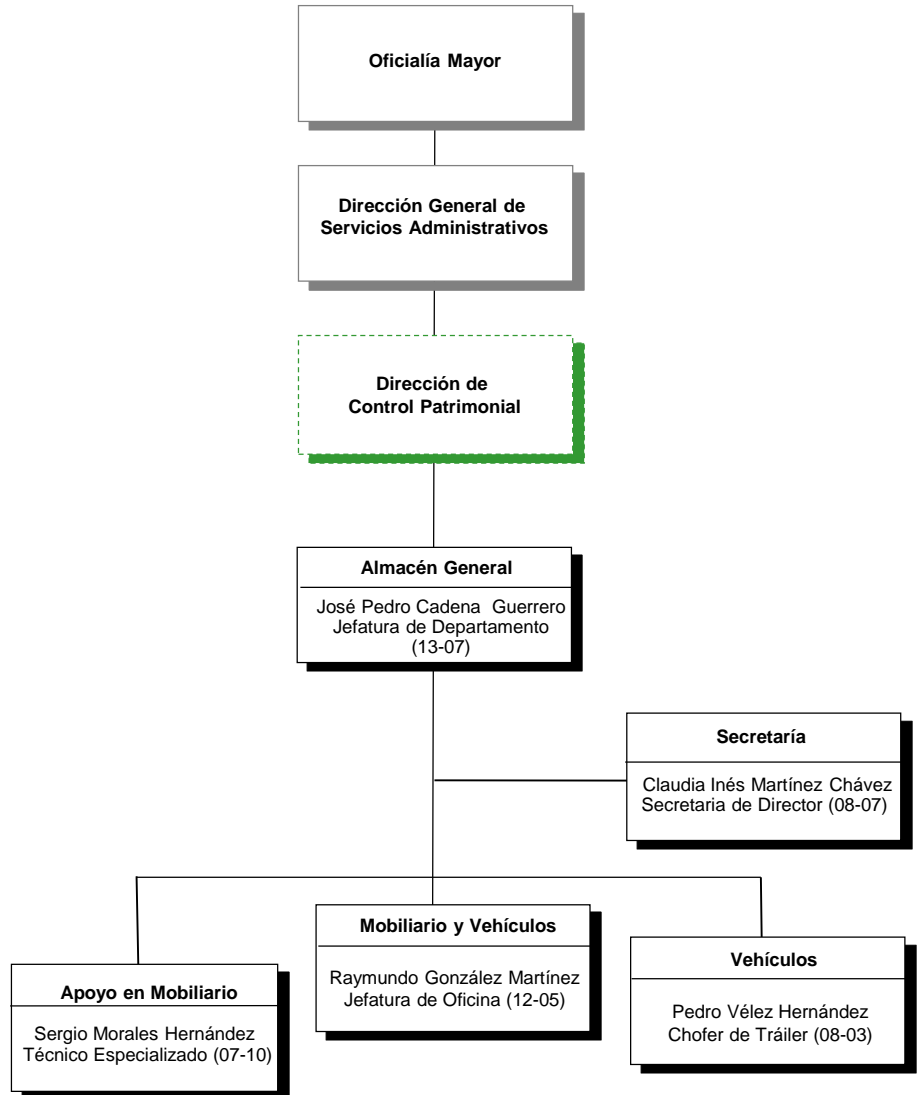 Oficialía Mayor
Dirección General de
Servicios Administrativos
Dirección de
Control Patrimonial
Almacén General
José Pedro Cadena Guerrero
Jefatura de Departamento
(13-07)
Secretaría
Claudia Inés Martínez Chávez
Secretaria de Director (08-07)
Apoyo en Mobiliario
Sergio Morales Hernández
Técnico Especializado (07-10)
Mobiliario y Vehículos
Raymundo González Martínez
Jefatura de Oficina (12-05)
Vehículos
Pedro Vélez Hernández
Chofer de Tráiler (08-03)